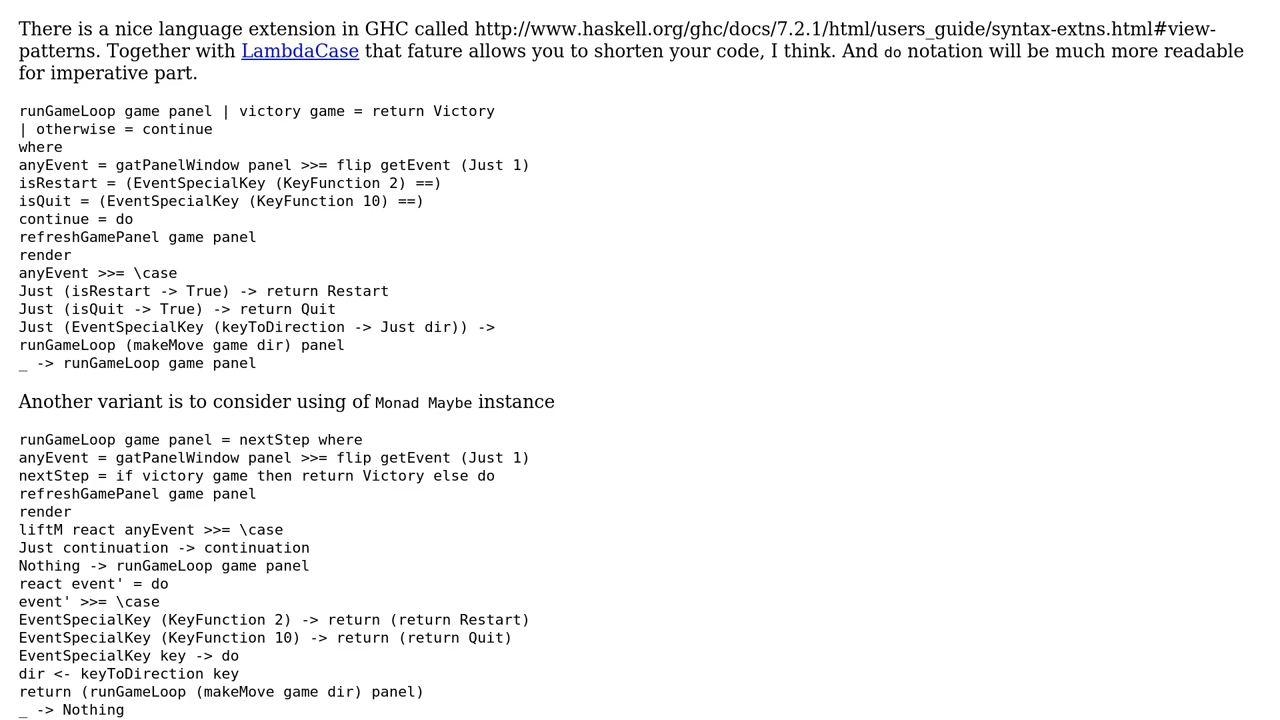 There is a nice language extension in GHC called http://www.haskell.org/ghc/docs/7.2.1/html/users_guide/syntax-extns.html#view-
patterns. Together with LambdaCase that fature allows you to shorten your code, I think. And do notation will be much more readable
for imperative part.
runGameLoop game panel | victory game = return Victory
| otherwise = continue
where
anyEvent = gatPanelWindow panel >>= flip getEvent (Just 1)
isRestart = (EventSpecialKey (KeyFunction 2) ==)
isQuit = (EventSpecialKey (KeyFunction 10) ==)
continue = do
refreshGamePanel game panel
render
anyEvent >>= \case
Just (isRestart -> True) -> return Restart
Just (isQuit -> True) -> return Quit
Just (EventSpecialKey (keyToDirection -> Just dir)) ->
runGameLoop (makeMove game dir) panel
_ -> runGameLoop game panel
Another variant is to consider using of Monad Maybe instance
runGameLoop game panel = nextStep where
anyEvent = gatPanelWindow panel >>= flip getEvent (Just 1)
nextStep = if victory game then return Victory else do
refreshGamePanel game panel
render
liftM react anyEvent >>= \case
Just continuation -> continuation
Nothing -> runGameLoop game panel
react event' = do
event' >>= \case
EventSpecialKey (KeyFunction 2) -> return (return Restart)
EventSpecialKey (KeyFunction 10) -> return (return Quit)
EventSpecialKey key -> do
dir <- keyToDirection key
return (runGameLoop (makeMove game dir) panel)
_ -> Nothing